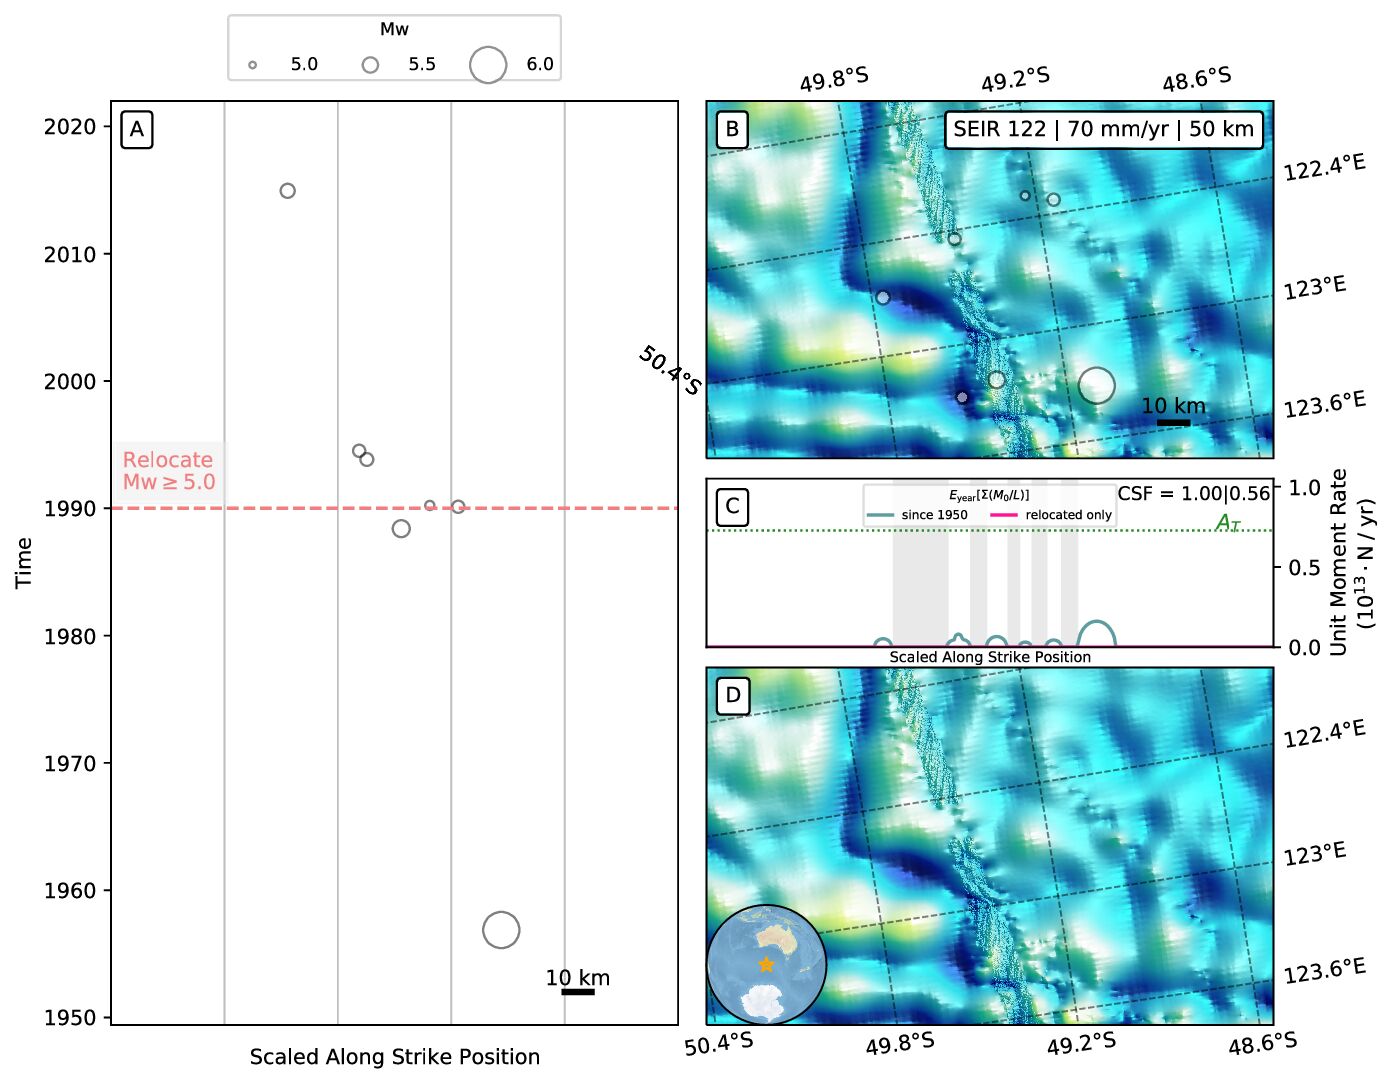 Mw
5.0 5.5 6.0
A
2020
2010
2000
1990
1980
1970
1960
1950
Time
Relocate
Mw ≥ 5.0
10 km
Scaled Along Strike Position
49.8°S 49.2°S 48.6°S
B
SEIR 122 | 70 mm/yr | 50 km
122.4°E
123°E
123.6°E
50.4°S
10 km
C
E_year[Σ(M₀/L)]
since 1950 relocated only
CSF = 1.00|0.56
A_T
1.0
0.5
0.0
Unit Moment Rate
(10¹³ · N / yr)
Scaled Along Strike Position
D
122.4°E
123°E
123.6°E
50.4°S 49.8°S 49.2°S 48.6°S